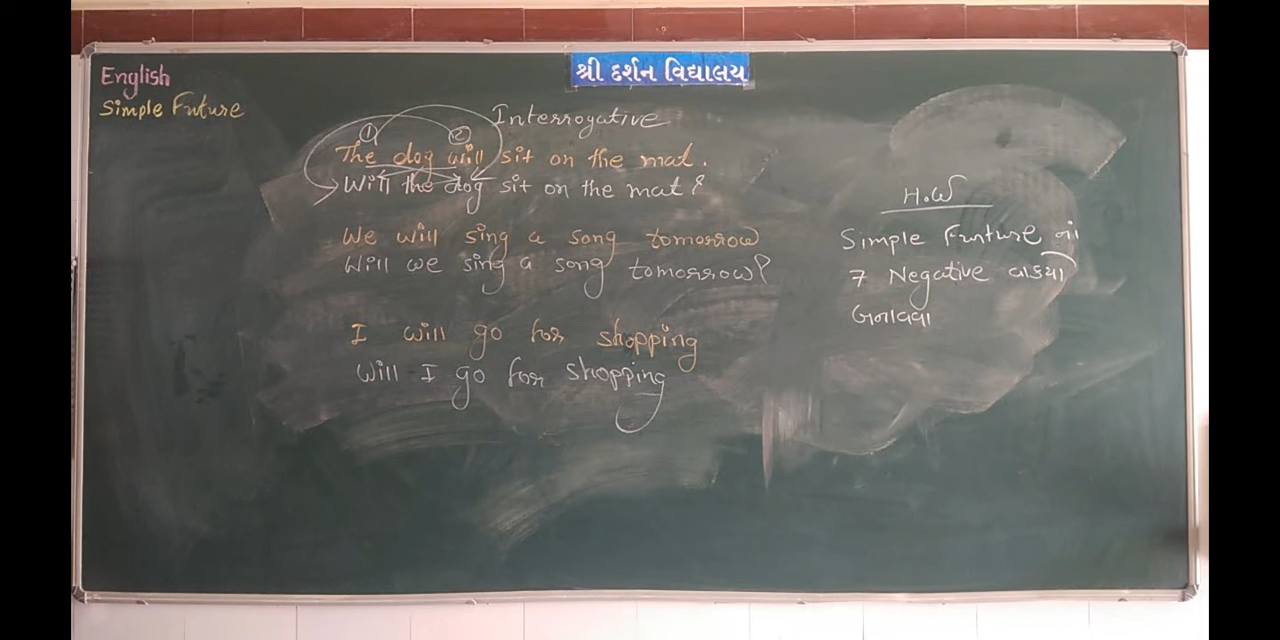 English
Simple Future
શ્રી દર્શન વિદ્યાલય
Interrogative
1 2
The dog will sit on the mat.
Will the dog sit on the mat?
We will sing a song tomorrow
Will we sing a song tomorrow?
I will go for shopping
Will I go for shopping
H.W
Simple Future નાં
7 Negative વાક્યો
બનાવવા